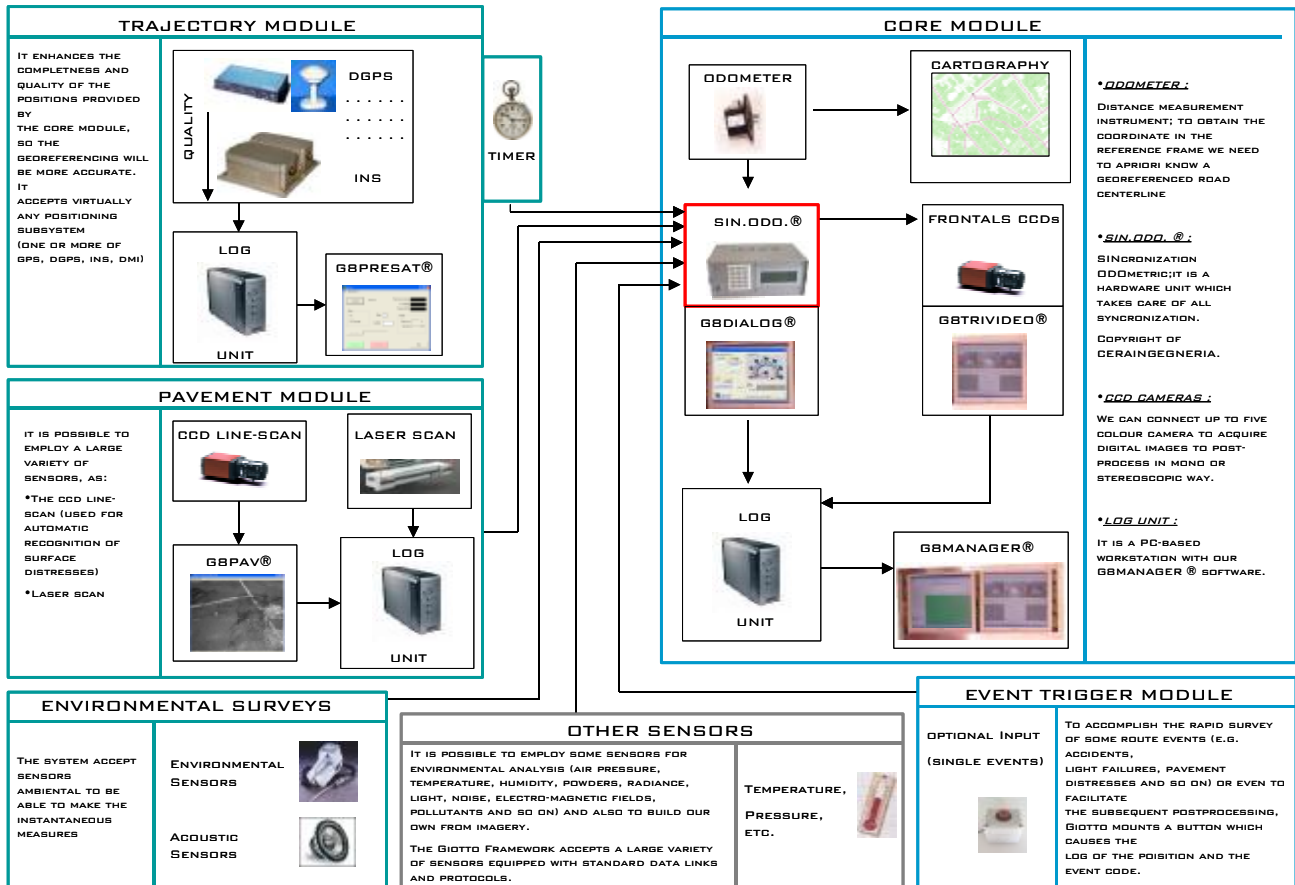 TRAJECTORY MODULE
IT ENHANCES THE
COMPLETNESS AND
QUALITY OF THE
POSITIONS PROVIDED
BY
THE CORE MODULE,
SO THE
GEOREFERENCING WILL
BE MORE ACCURATE.
IT
ACCEPTS VIRTUALLY
ANY POSITIONING
SUBSYSTEM
(ONE OR MORE OF
GPS, DGPS, INS, DMI)
QUALITY
DGPS
. . . . . .
. . . . . .
. . . . . .
INS
LOG
UNIT
G8PRESAT®
TIMER
PAVEMENT MODULE
IT IS POSSIBLE TO
EMPLOY A LARGE
VARIETY OF
SENSORS, AS:
•THE CCD LINE-
SCAN (USED FOR
AUTOMATIC
RECOGNITION OF
SURFACE
DISTRESSES)
•LASER SCAN
CCD LINE-SCAN
LASER SCAN
G8PAV®
LOG
UNIT
CORE MODULE
ODOMETER
CARTOGRAPHY
SIN.ODO.®
FRONTALS CCDs
G8DIALOG®
G8TRIVIDEO®
LOG
UNIT
G8MANAGER®
•ODOMETER :
DISTANCE MEASUREMENT
INSTRUMENT; TO OBTAIN THE
COORDINATE IN THE
REFERENCE FRAME WE NEED
TO APRIORI KNOW A
GEOREFERENCED ROAD
CENTERLINE
•SIN.ODO. ® :
SINCRONIZATION
ODOMETRIC;IT IS A
HARDWARE UNIT WHICH
TAKES CARE OF ALL
SYNCRONIZATION.
COPYRIGHT OF
CERAINGEGNERIA.
•CCD CAMERAS :
WE CAN CONNECT UP TO FIVE
COLOUR CAMERA TO ACQUIRE
DIGITAL IMAGES TO POST-
PROCESS IN MONO OR
STEREOSCOPIC WAY.
•LOG UNIT :
IT IS A PC-BASED
WORKSTATION WITH OUR
G8MANAGER ® SOFTWARE.
ENVIRONMENTAL SURVEYS
THE SYSTEM ACCEPT
SENSORS
AMBIENTAL TO BE
ABLE TO MAKE THE
INSTANTANEOUS
MEASURES
ENVIRONMENTAL
SENSORS
ACOUSTIC
SENSORS
OTHER SENSORS
IT IS POSSIBLE TO EMPLOY SOME SENSORS FOR
ENVIRONMENTAL ANALYSIS (AIR PRESSURE,
TEMPERATURE, HUMIDITY, POWDERS, RADIANCE,
LIGHT, NOISE, ELECTRO-MAGNETIC FIELDS,
POLLUTANTS AND SO ON) AND ALSO TO BUILD OUR
OWN FROM IMAGERY.
THE GIOTTO FRAMEWORK ACCEPTS A LARGE VARIETY
OF SENSORS EQUIPPED WITH STANDARD DATA LINKS
AND PROTOCOLS.
TEMPERATURE,
PRESSURE,
ETC.
EVENT TRIGGER MODULE
OPTIONAL INPUT
(SINGLE EVENTS)
TO ACCOMPLISH THE RAPID SURVEY
OF SOME ROUTE EVENTS (E.G.
ACCIDENTS,
LIGHT FAILURES, PAVEMENT
DISTRESSES AND SO ON) OR EVEN TO
FACILITATE
THE SUBSEQUENT POSTPROCESSING,
GIOTTO MOUNTS A BUTTON WHICH
CAUSES THE
LOG OF THE POISITION AND THE
EVENT CODE.